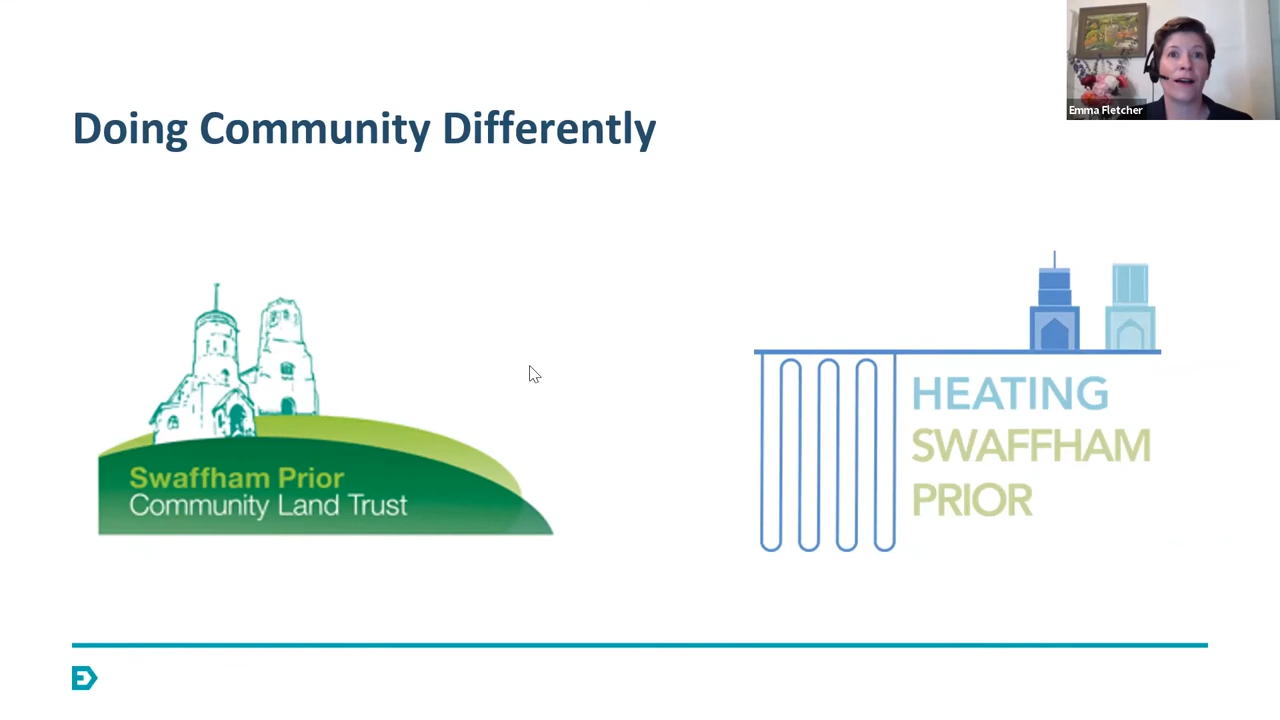 Doing Community Differently
Emma Fletcher
Swaffham Prior
Community Land Trust
HEATING
SWAFFHAM
PRIOR